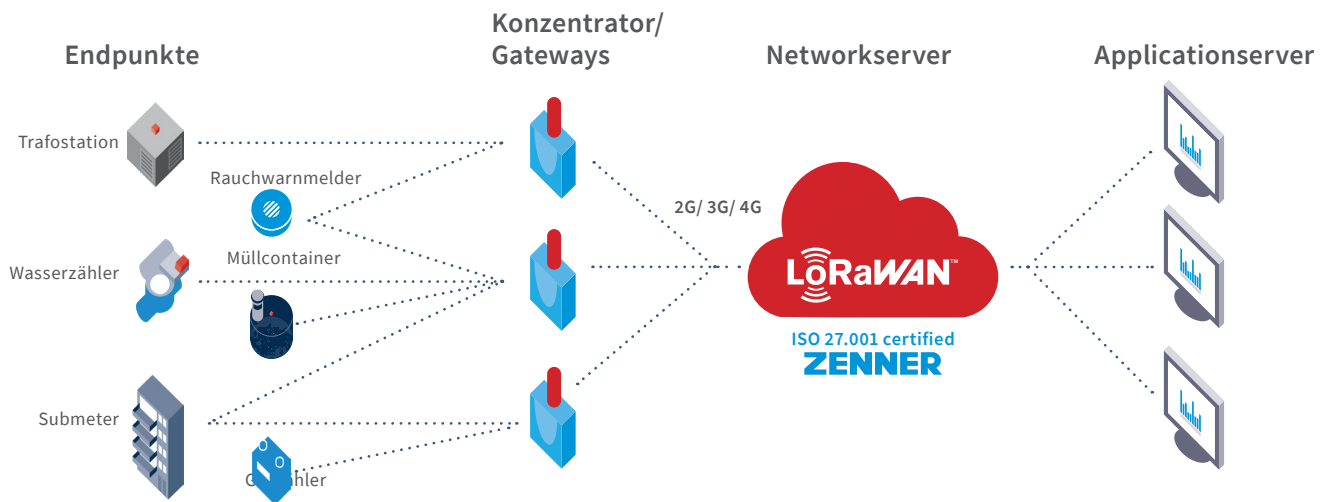 Endpunkte
Konzentrator/
Gateways
Networkserver
Applicationserver
Trafostation
Rauchwarnmelder
2G/ 3G/ 4G
Wasserzähler
Müllcontainer
LoRaWAN™
ISO 27.001 certified
ZENNER
Submeter